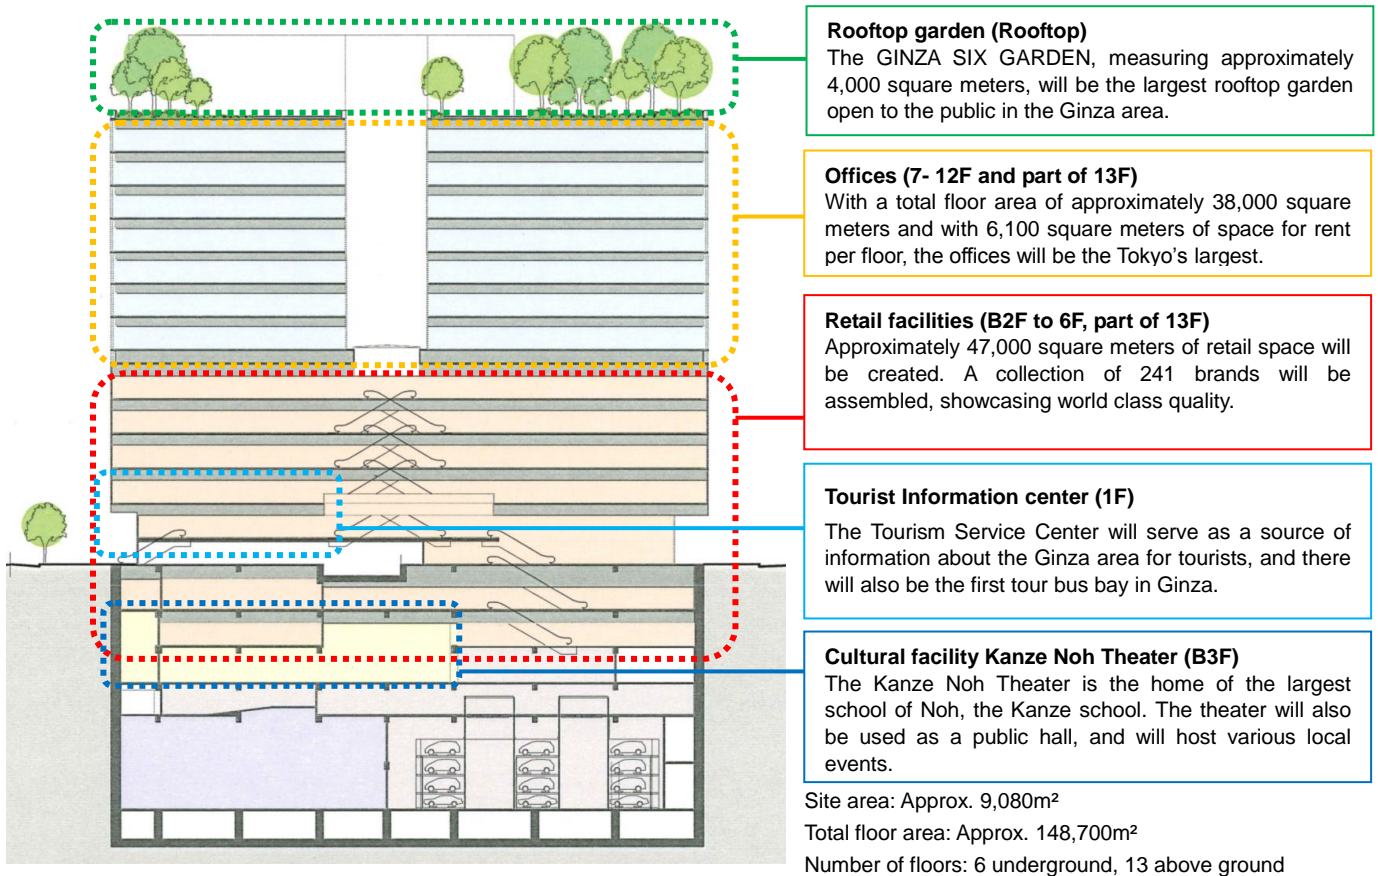 Rooftop garden (Rooftop)
The GINZA SIX GARDEN, measuring approximately
4,000 square meters, will be the largest rooftop garden
open to the public in the Ginza area.
Offices (7- 12F and part of 13F)
With a total floor area of approximately 38,000 square
meters and with 6,100 square meters of space for rent
per floor, the offices will be the Tokyo's largest.
Retail facilities (B2F to 6F, part of 13F)
Approximately 47,000 square meters of retail space will
be created. A collection of 241 brands will be
assembled, showcasing world class quality.
Tourist Information center (1F)
The Tourism Service Center will serve as a source of
information about the Ginza area for tourists, and there
will also be the first tour bus bay in Ginza.
Cultural facility Kanze Noh Theater (B3F)
The Kanze Noh Theater is the home of the largest
school of Noh, the Kanze school. The theater will also
be used as a public hall, and will host various local
events.
Site area: Approx. 9,080m²
Total floor area: Approx. 148,700m²
Number of floors: 6 underground, 13 above ground